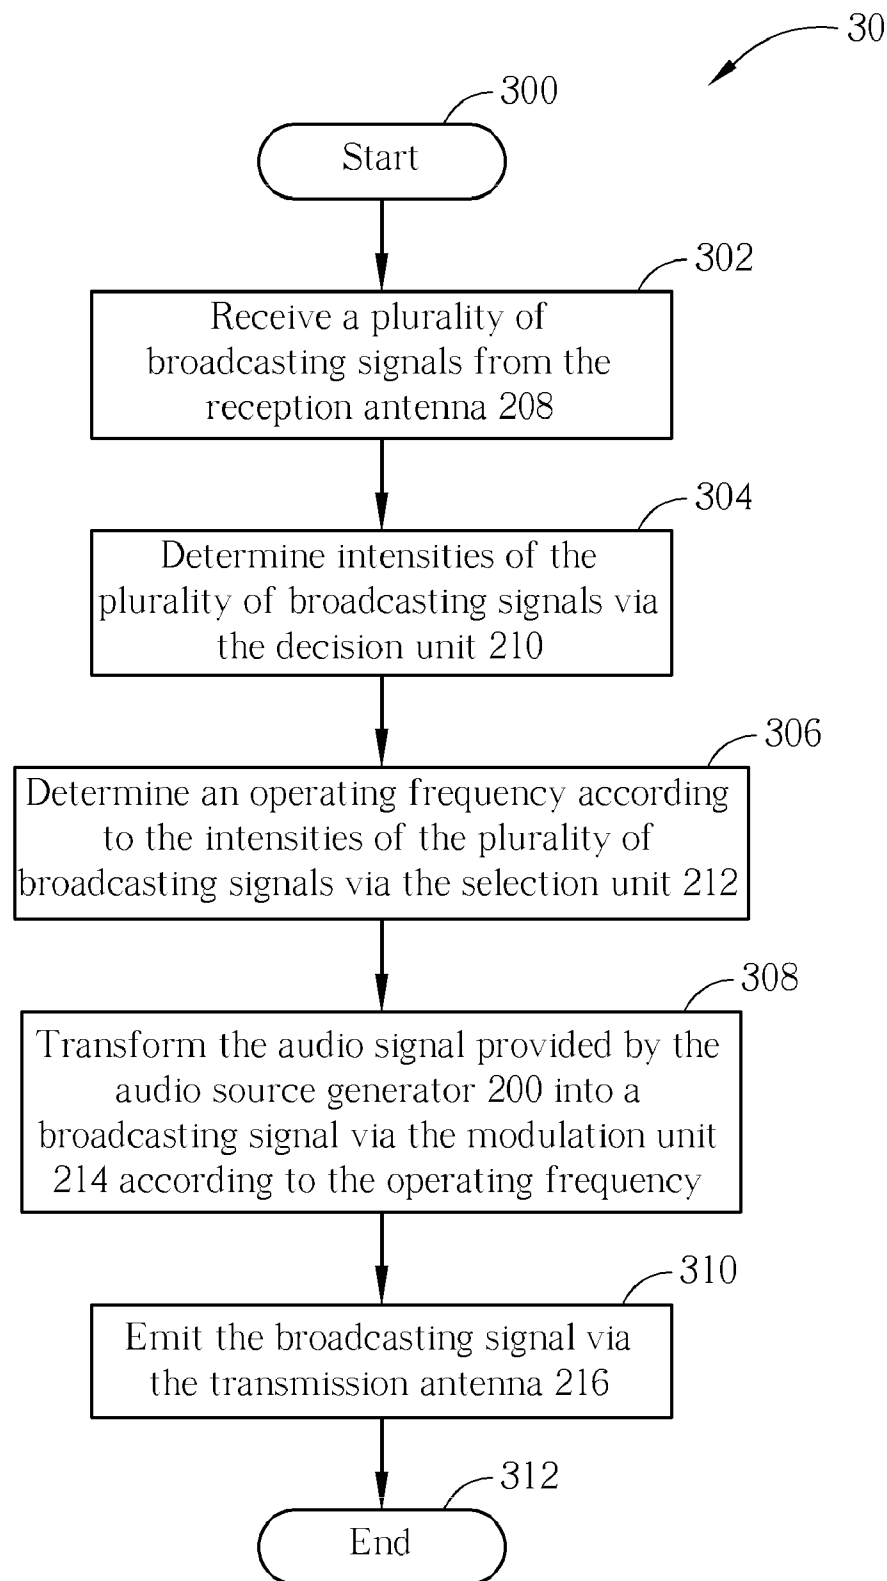 30
300
Start
302
Receive a plurality of
broadcasting signals from the
reception antenna 208
304
Determine intensities of the
plurality of broadcasting signals via
the decision unit 210
306
Determine an operating frequency according
to the intensities of the plurality of
broadcasting signals via the selection unit 212
308
Transform the audio signal provided by the
audio source generator 200 into a
broadcasting signal via the modulation unit
214 according to the operating frequency
310
Emit the broadcasting signal via
the transmission antenna 216
312
End